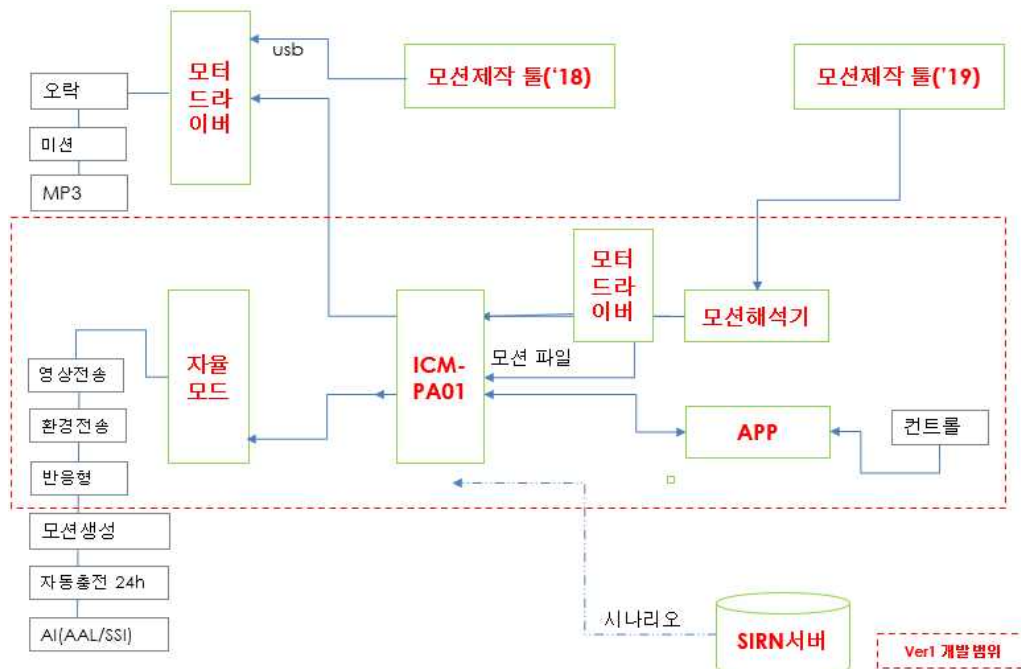 usb
모터
드라
이버
모션제작 툴(‘18)
모션제작 툴(’19)
오락
미션
MP3
모터
드라
이버
모션해석기
자율
모드
ICM-
PA01
모션 파일
영상전송
환경전송
반응형
APP
컨트롤
모션생성
자동충전 24h
AI(AAL/SSI)
시나리오
SIRN서버
Ver1 개발범위